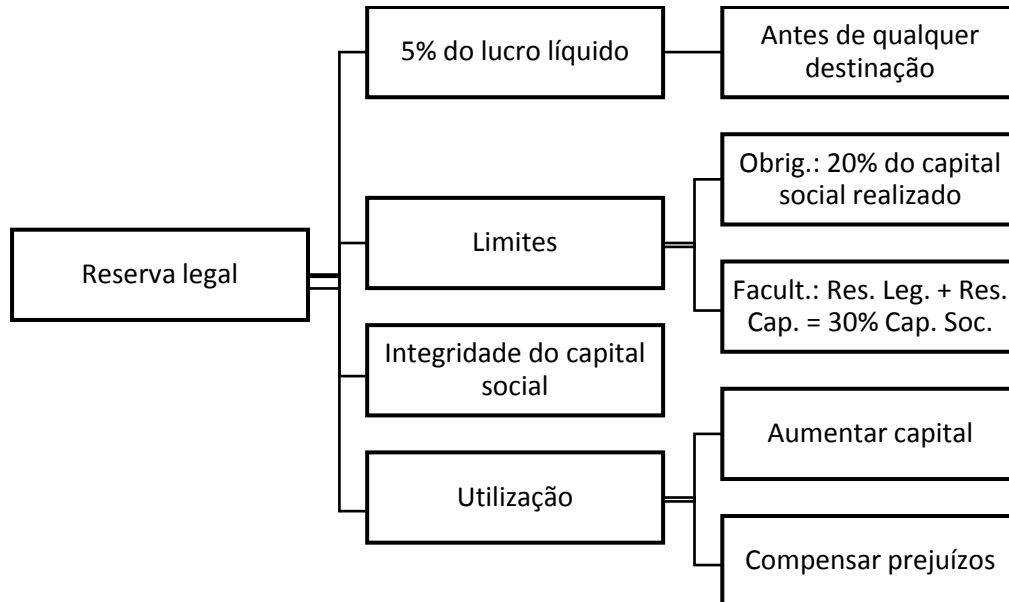 Reserva legal
5% do lucro líquido
Antes de qualquer
destinação
Limites
Obrig.: 20% do capital
social realizado
Facult.: Res. Leg. + Res.
Cap. = 30% Cap. Soc.
Integridade do capital
social
Utilização
Aumentar capital
Compensar prejuízos